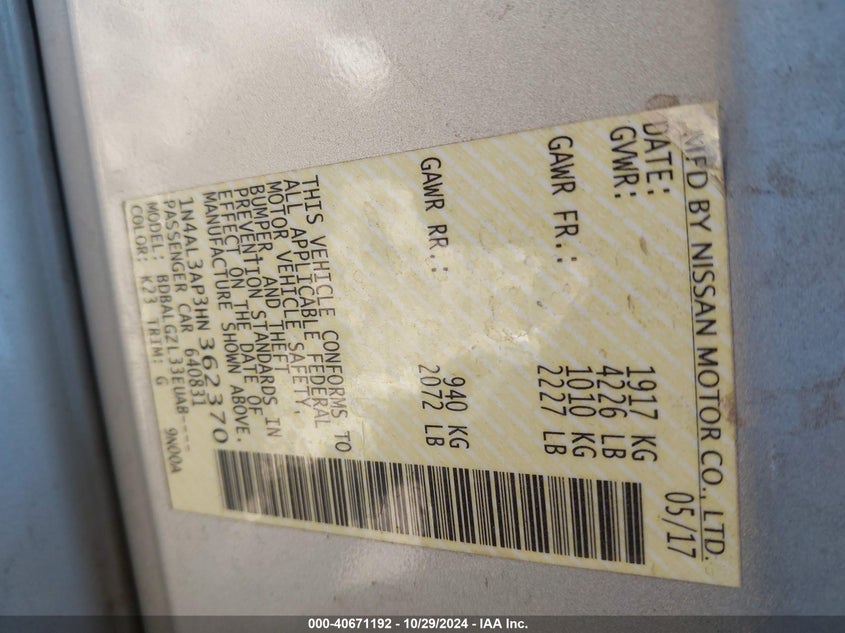 MFD BY NISSAN MOTOR CO., LTD.
DATE: 05/17
GVWR: 1917 KG
4226 LB
GAWR FR.: 1010 KG
2227 LB
GAWR RR.: 940 KG
2072 LB
THIS VEHICLE CONFORMS TO
ALL APPLICABLE FEDERAL
MOTOR VEHICLE SAFETY,
BUMPER AND THEFT
PREVENTION STANDARDS IN
EFFECT ON THE DATE OF
MANUFACTURE SHOWN ABOVE.
1N4AL3AP3HN362370
PASSENGER CAR 640831
MODEL: BDBALGZL33EUAB----
COLOR: K23 TRIM: G 9N00A
000-40671192 - 10/29/2024 - IAA Inc.